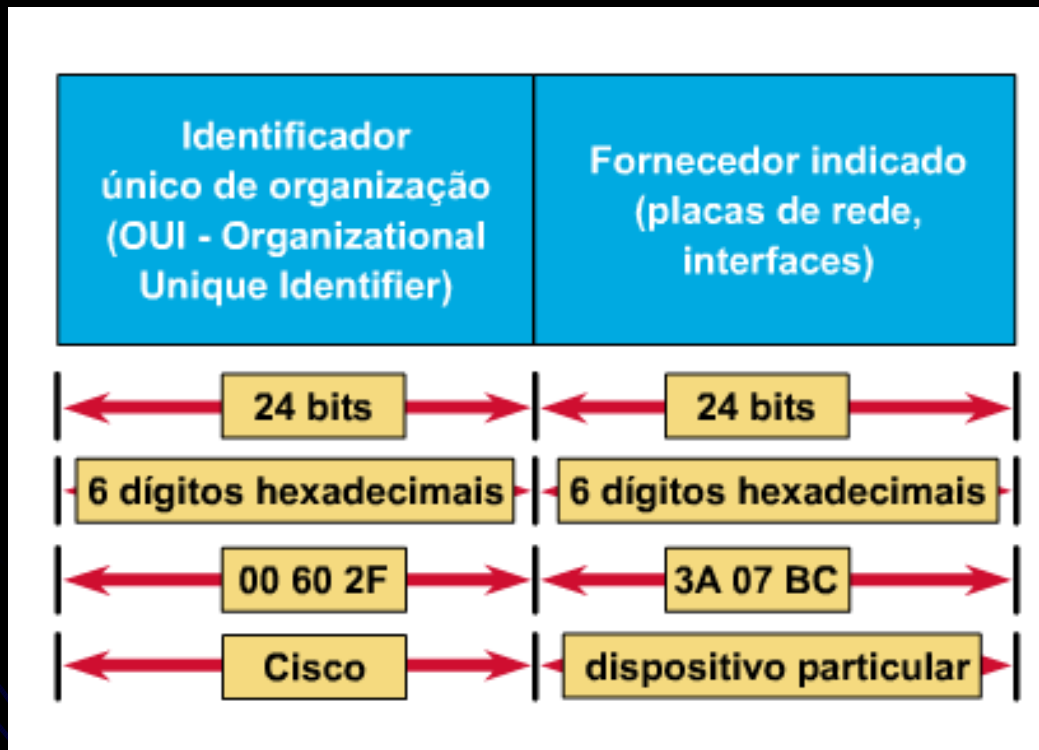 Identificador
único de organização
(OUI - Organizational
Unique Identifier)
Fornecedor indicado
(placas de rede,
interfaces)
24 bits
24 bits
6 dígitos hexadecimais
6 dígitos hexadecimais
00 60 2F
3A 07 BC
Cisco
dispositivo particular